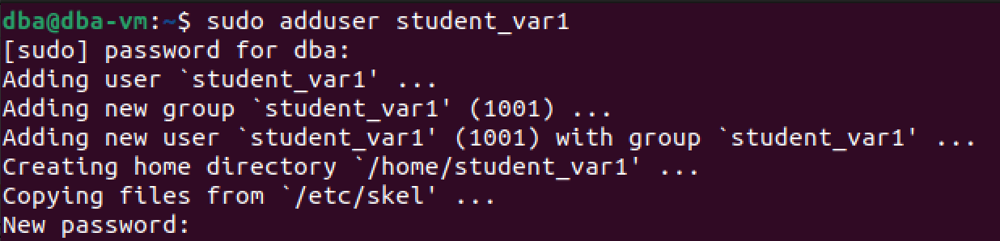 dba@dba-vm:~$ sudo adduser student_var1
[sudo] password for dba:
Adding user `student_var1' ...
Adding new group `student_var1' (1001) ...
Adding new user `student_var1' (1001) with group `student_var1' ...
Creating home directory `/home/student_var1' ...
Copying files from `/etc/skel' ...
New password: